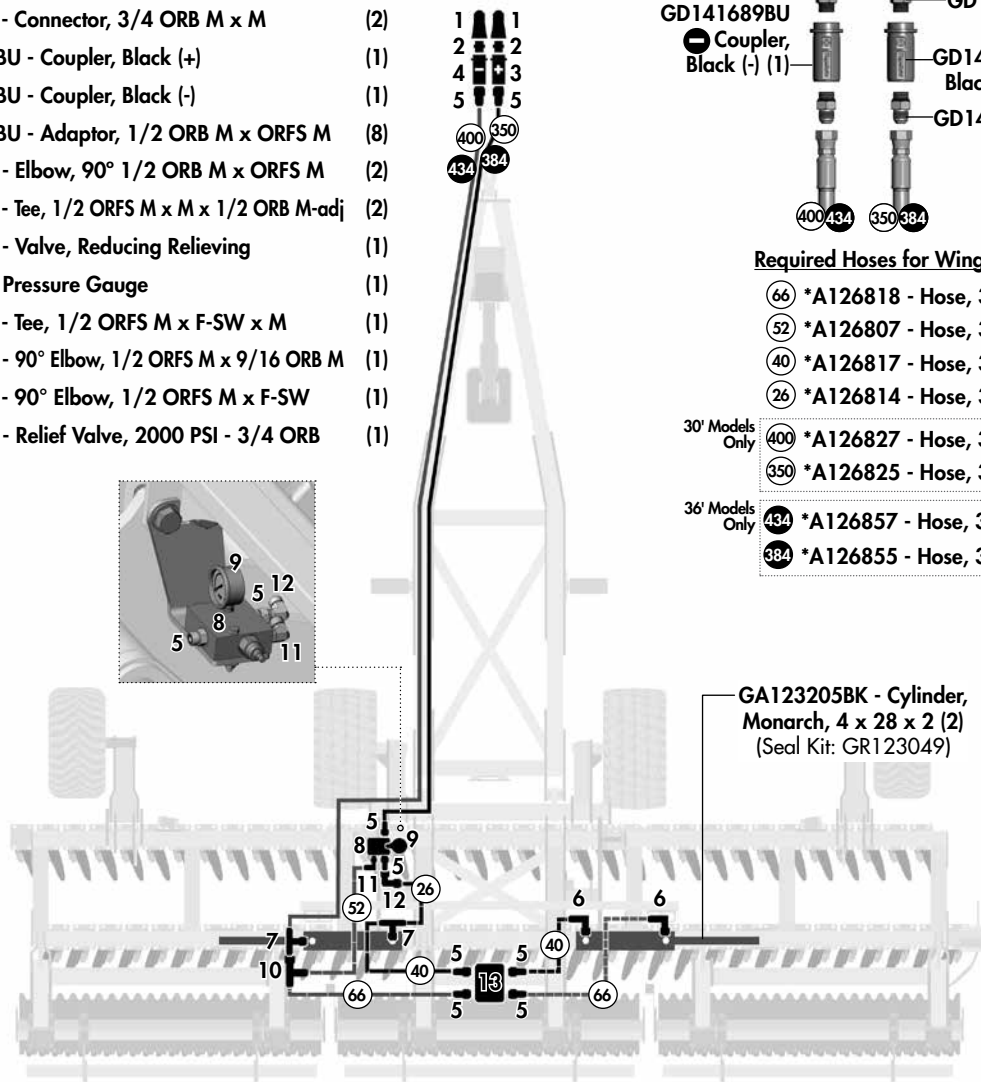 - Connector, 3/4 ORB M x M (2)
BU - Coupler, Black (+) (1)
BU - Coupler, Black (-) (1)
BU - Adaptor, 1/2 ORB M x ORFS M (8)
- Elbow, 90° 1/2 ORB M x ORFS M (2)
- Tee, 1/2 ORFS M x M x 1/2 ORB M-adj (2)
- Valve, Reducing Relieving (1)
Pressure Gauge (1)
- Tee, 1/2 ORFS M x F-SW x M (1)
- 90° Elbow, 1/2 ORFS M x 9/16 ORB M (1)
- 90° Elbow, 1/2 ORFS M x F-SW (1)
- Relief Valve, 2000 PSI - 3/4 ORB (1)
1 1
2 2
4 - + 3
5 5
400 350
434 384
GD1
GD141689BU
- Coupler,
Black (-) (1)
GD14
Blac
GD14
400 434 350 384
Required Hoses for Wing
66 *A126818 - Hose, 3
52 *A126807 - Hose, 3
40 *A126817 - Hose, 3
26 *A126814 - Hose, 3
30' Models
Only
400 *A126827 - Hose, 3
350 *A126825 - Hose, 3
36' Models
Only
434 *A126857 - Hose, 3
384 *A126855 - Hose, 3
9
5 12
8
5
11
GA123205BK - Cylinder,
Monarch, 4 x 28 x 2 (2)
(Seal Kit: GR123049)
5
8 9
5
11
12 26
52
6 6
7 7
40
5 5
10 40 13
66 66
5 5